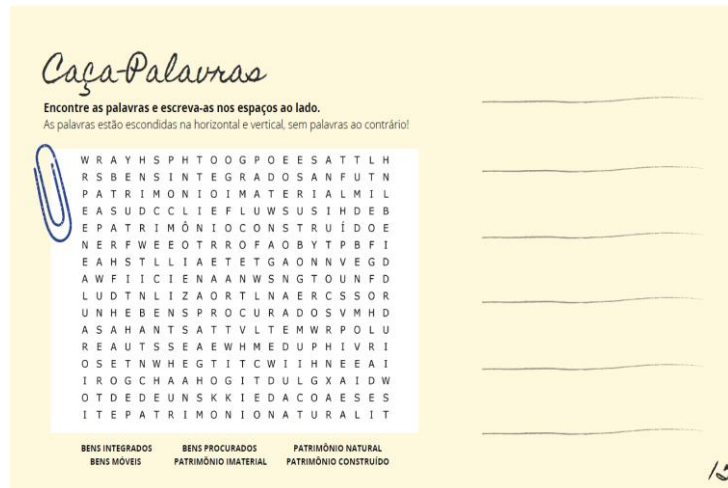 Caça-Palavras
Encontre as palavras e escreva-as nos espaços ao lado.
As palavras estão escondidas na horizontal e vertical, sem palavras ao contrário!
W R A Y H S P H T O O G P O E E S A T T L H
R S B E N S I N T E G R A D O S A N F U T N
P A T R I M O N I O I M A T E R I A L M I L
E A S U D C C L I E F L U W S U S I H D E B
E P A T R I M Ô N I O C O N S T R U Í D O E
N E R F W E E O T R R O F A O B Y T P B F I
E A H S T L L I A E T E T G A O N N V E G D
A W F I I C I E N A A N W S N G T O U N F D
L U D T N L I Z A O R T L N A E R C S S O R
U N H E B E N S P R O C U R A D O S V M H D
A S A H A N T S A T T V L T E M W R P O L U
R E A U T S S E A E W H M E D U P H I V R I
O S E T N W H E G T I T C W I I H N E E A I
I R O G C H A A H O G I T D U L G X A I D W
O T D E D E U N S K K I E D A C O A E S E S
I T E P A T R I M O N I O N A T U R A L I T
BENS INTEGRADOS BENS PROCURADOS PATRIMÔNIO NATURAL
BENS MÓVEIS PATRIMÔNIO IMATERIAL PATRIMÔNIO CONSTRUÍDO